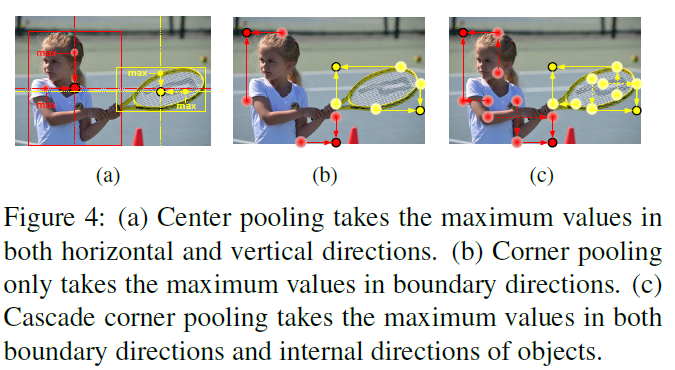 max
max
max
max
(a)
(b)
(c)
Figure 4: (a) Center pooling takes the maximum values in
both horizontal and vertical directions. (b) Corner pooling
only takes the maximum values in boundary directions. (c)
Cascade corner pooling takes the maximum values in both
boundary directions and internal directions of objects.